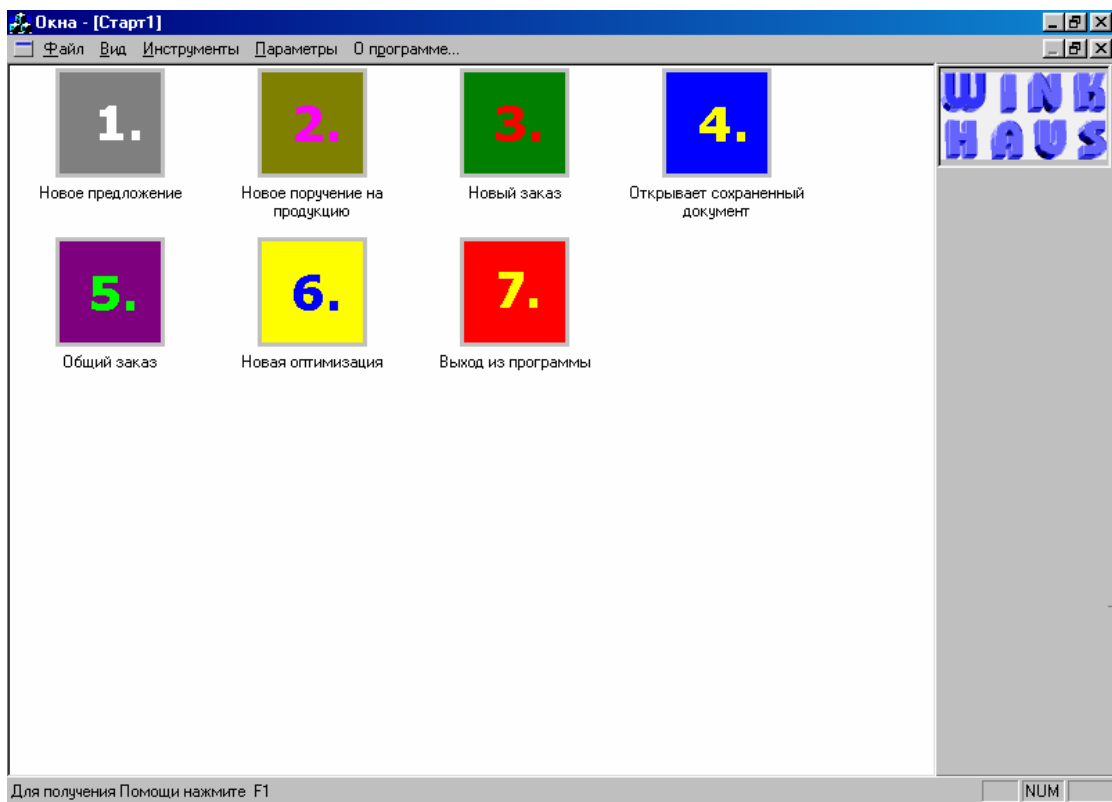 Окна - [Старт1]
Файл Вид Инструменты Параметры О программе...
WINK
HAUS
1.
2.
3.
4.
Новое предложение
Новое поручение на
продукцию
Новый заказ
Открывает сохраненный
документ
5.
6.
7.
Общий заказ
Новая оптимизация
Выход из программы
Для получения Помощи нажмите F1
NUM